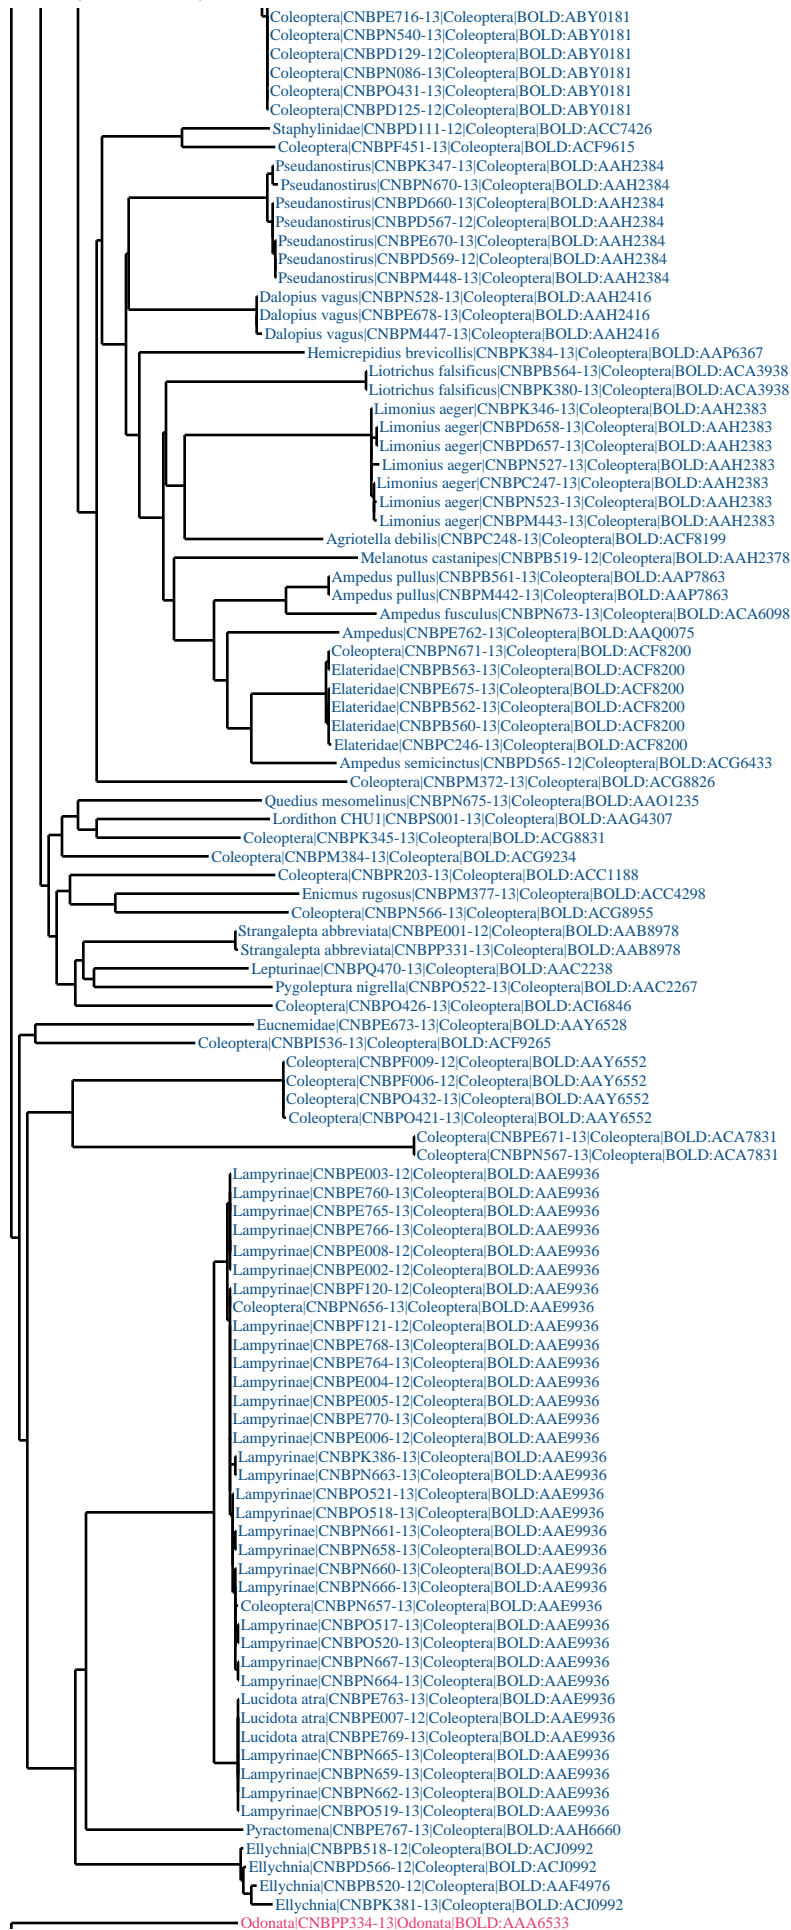 Coleoptera|CNBPE716-13|Coleoptera|BOLD:ABY0181
Coleoptera|CNBPN540-13|Coleoptera|BOLD:ABY0181
Coleoptera|CNBPD129-12|Coleoptera|BOLD:ABY0181
Coleoptera|CNBPN086-13|Coleoptera|BOLD:ABY0181
Coleoptera|CNBPO431-13|Coleoptera|BOLD:ABY0181
Coleoptera|CNBPD125-12|Coleoptera|BOLD:ABY0181
Staphylinidae|CNBPD111-12|Coleoptera|BOLD:ACC7426
Coleoptera|CNBPF451-13|Coleoptera|BOLD:ACF9615
Pseudanostirus|CNBPK347-13|Coleoptera|BOLD:AAH2384
Pseudanostirus|CNBPN670-13|Coleoptera|BOLD:AAH2384
Pseudanostirus|CNBPD660-13|Coleoptera|BOLD:AAH2384
Pseudanostirus|CNBPD567-12|Coleoptera|BOLD:AAH2384
Pseudanostirus|CNBPE670-13|Coleoptera|BOLD:AAH2384
Pseudanostirus|CNBPD569-12|Coleoptera|BOLD:AAH2384
Pseudanostirus|CNBPM448-13|Coleoptera|BOLD:AAH2384
Dalopius vagus|CNBPN528-13|Coleoptera|BOLD:AAH2416
Dalopius vagus|CNBPE678-13|Coleoptera|BOLD:AAH2416
Dalopius vagus|CNBPM447-13|Coleoptera|BOLD:AAH2416
Hemicrepidius brevicollis|CNBPK384-13|Coleoptera|BOLD:AAP6367
Liotrichus falsificus|CNBPB564-13|Coleoptera|BOLD:ACA3938
Liotrichus falsificus|CNBPK380-13|Coleoptera|BOLD:ACA3938
Limonius aeger|CNBPK346-13|Coleoptera|BOLD:AAH2383
Limonius aeger|CNBPD658-13|Coleoptera|BOLD:AAH2383
Limonius aeger|CNBPD657-13|Coleoptera|BOLD:AAH2383
Limonius aeger|CNBPN527-13|Coleoptera|BOLD:AAH2383
Limonius aeger|CNBPC247-13|Coleoptera|BOLD:AAH2383
Limonius aeger|CNBPN523-13|Coleoptera|BOLD:AAH2383
Limonius aeger|CNBPM443-13|Coleoptera|BOLD:AAH2383
Agriotella debilis|CNBPC248-13|Coleoptera|BOLD:ACF8199
Melanotus castanipes|CNBPB519-12|Coleoptera|BOLD:AAH2378
Ampedus pullus|CNBPB561-13|Coleoptera|BOLD:AAP7863
Ampedus pullus|CNBPM442-13|Coleoptera|BOLD:AAP7863
Ampedus fusculus|CNBPN673-13|Coleoptera|BOLD:ACA6098
Ampedus|CNBPE762-13|Coleoptera|BOLD:AAQ0075
Coleoptera|CNBPN671-13|Coleoptera|BOLD:ACF8200
Elateridae|CNBPB563-13|Coleoptera|BOLD:ACF8200
Elateridae|CNBPE675-13|Coleoptera|BOLD:ACF8200
Elateridae|CNBPB562-13|Coleoptera|BOLD:ACF8200
Elateridae|CNBPB560-13|Coleoptera|BOLD:ACF8200
Elateridae|CNBPC246-13|Coleoptera|BOLD:ACF8200
Ampedus semicinctus|CNBPD565-12|Coleoptera|BOLD:ACG6433
Coleoptera|CNBPM372-13|Coleoptera|BOLD:ACG8826
Quedius mesomelinus|CNBPN675-13|Coleoptera|BOLD:AAO1235
Lordithon CHU1|CNBPS001-13|Coleoptera|BOLD:AAG4307
Coleoptera|CNBPK345-13|Coleoptera|BOLD:ACG8831
Coleoptera|CNBPM384-13|Coleoptera|BOLD:ACG9234
Coleoptera|CNBPR203-13|Coleoptera|BOLD:ACC1188
Enicmus rugosus|CNBPM377-13|Coleoptera|BOLD:ACC4298
Coleoptera|CNBPN566-13|Coleoptera|BOLD:ACG8955
Strangalepta abbreviata|CNBPE001-12|Coleoptera|BOLD:AAB8978
Strangalepta abbreviata|CNBPP331-13|Coleoptera|BOLD:AAB8978
Lepturinae|CNBPQ470-13|Coleoptera|BOLD:AAC2238
Pygoleptura nigrella|CNBPO522-13|Coleoptera|BOLD:AAC2267
Coleoptera|CNBPO426-13|Coleoptera|BOLD:ACI6846
Eucnemidae|CNBPE673-13|Coleoptera|BOLD:AAY6528
Coleoptera|CNBPI536-13|Coleoptera|BOLD:ACF9265
Coleoptera|CNBPF009-12|Coleoptera|BOLD:AAY6552
Coleoptera|CNBPF006-12|Coleoptera|BOLD:AAY6552
Coleoptera|CNBPO432-13|Coleoptera|BOLD:AAY6552
Coleoptera|CNBPO421-13|Coleoptera|BOLD:AAY6552
Coleoptera|CNBPE671-13|Coleoptera|BOLD:ACA7831
Coleoptera|CNBPN567-13|Coleoptera|BOLD:ACA7831
Lampyrinae|CNBPE003-12|Coleoptera|BOLD:AAE9936
Lampyrinae|CNBPE760-13|Coleoptera|BOLD:AAE9936
Lampyrinae|CNBPE765-13|Coleoptera|BOLD:AAE9936
Lampyrinae|CNBPE766-13|Coleoptera|BOLD:AAE9936
Lampyrinae|CNBPE008-12|Coleoptera|BOLD:AAE9936
Lampyrinae|CNBPE002-12|Coleoptera|BOLD:AAE9936
Lampyrinae|CNBPF120-12|Coleoptera|BOLD:AAE9936
Coleoptera|CNBPN656-13|Coleoptera|BOLD:AAE9936
Lampyrinae|CNBPF121-12|Coleoptera|BOLD:AAE9936
Lampyrinae|CNBPE768-13|Coleoptera|BOLD:AAE9936
Lampyrinae|CNBPE764-13|Coleoptera|BOLD:AAE9936
Lampyrinae|CNBPE004-12|Coleoptera|BOLD:AAE9936
Lampyrinae|CNBPE005-12|Coleoptera|BOLD:AAE9936
Lampyrinae|CNBPE770-13|Coleoptera|BOLD:AAE9936
Lampyrinae|CNBPE006-12|Coleoptera|BOLD:AAE9936
Lampyrinae|CNBPK386-13|Coleoptera|BOLD:AAE9936
Lampyrinae|CNBPN663-13|Coleoptera|BOLD:AAE9936
Lampyrinae|CNBPO521-13|Coleoptera|BOLD:AAE9936
Lampyrinae|CNBPO518-13|Coleoptera|BOLD:AAE9936
Lampyrinae|CNBPN661-13|Coleoptera|BOLD:AAE9936
Lampyrinae|CNBPN658-13|Coleoptera|BOLD:AAE9936
Lampyrinae|CNBPN660-13|Coleoptera|BOLD:AAE9936
Lampyrinae|CNBPN666-13|Coleoptera|BOLD:AAE9936
Coleoptera|CNBPN657-13|Coleoptera|BOLD:AAE9936
Lampyrinae|CNBPO517-13|Coleoptera|BOLD:AAE9936
Lampyrinae|CNBPO520-13|Coleoptera|BOLD:AAE9936
Lampyrinae|CNBPN667-13|Coleoptera|BOLD:AAE9936
Lampyrinae|CNBPN664-13|Coleoptera|BOLD:AAE9936
Lucidota atra|CNBPE763-13|Coleoptera|BOLD:AAE9936
Lucidota atra|CNBPE007-12|Coleoptera|BOLD:AAE9936
Lucidota atra|CNBPE769-13|Coleoptera|BOLD:AAE9936
Lampyrinae|CNBPN665-13|Coleoptera|BOLD:AAE9936
Lampyrinae|CNBPN659-13|Coleoptera|BOLD:AAE9936
Lampyrinae|CNBPN662-13|Coleoptera|BOLD:AAE9936
Lampyrinae|CNBPO519-13|Coleoptera|BOLD:AAE9936
Pyractomena|CNBPE767-13|Coleoptera|BOLD:AAH6660
Ellychnia|CNBPB518-12|Coleoptera|BOLD:ACJ0992
Ellychnia|CNBPD566-12|Coleoptera|BOLD:ACJ0992
Ellychnia|CNBPB520-12|Coleoptera|BOLD:AAF4976
Ellychnia|CNBPK381-13|Coleoptera|BOLD:ACJ0992
Odonata|CNBPP334-13|Odonata|BOLD:AAA6533